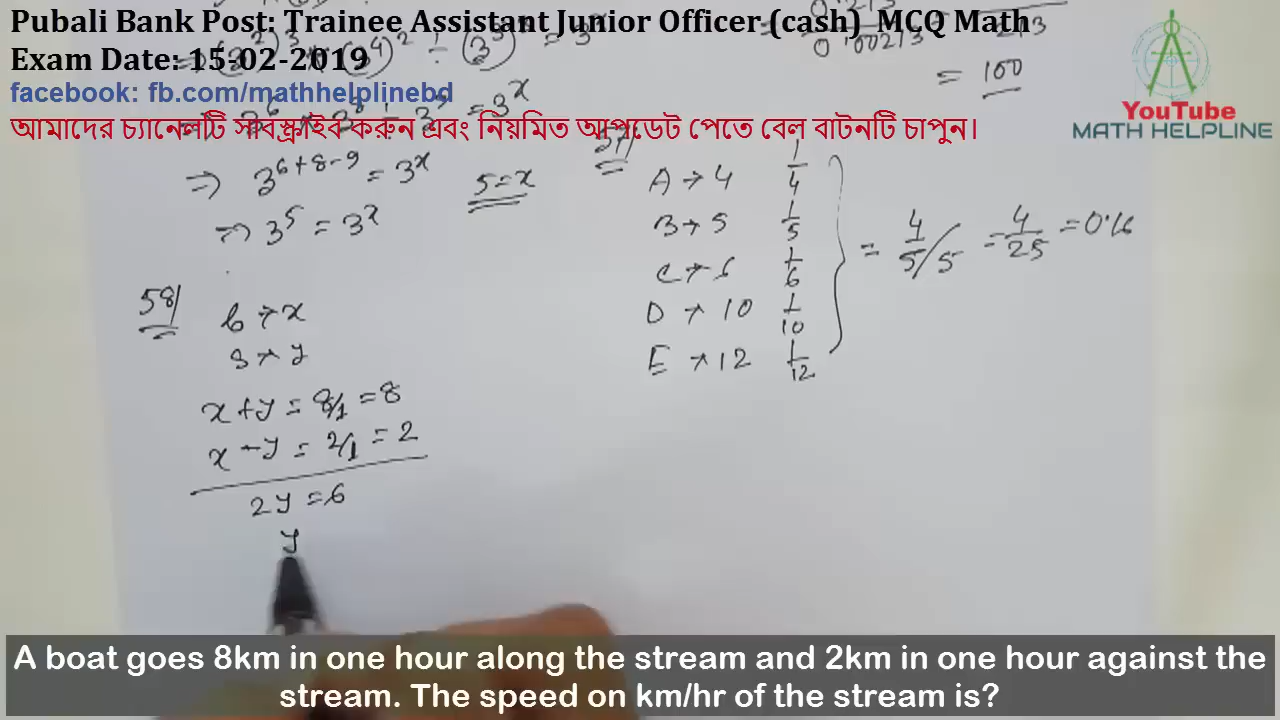 Pubali Bank Post: Trainee Assistant Junior Officer (cash) MCQ Math
Exam Date: 15-02-2019
facebook: fb.com/mathhelplinebd
আমাদের চ্যানেলটি সাবস্ক্রাইব করুন এবং নিয়মিত আপডেট পেতে বেল বাটনটি চাপুন।
YouTube
MATH HELPLINE
= 100
⇒ 3^{6+8-9} = 3^x
5 = x
⇒ 3^5 = 3^x
57/
A → 4 1/4
B → 5 1/5
C → 6 1/6
D → 10 1/10
E → 12 1/12
= 4/5/5 = 4/25 = 0.16
58/
b → x
s → y
x + y = 8/1 = 8
x - y = 2/1 = 2
2y = 6
y
A boat goes 8km in one hour along the stream and 2km in one hour against the
stream. The speed on km/hr of the stream is?